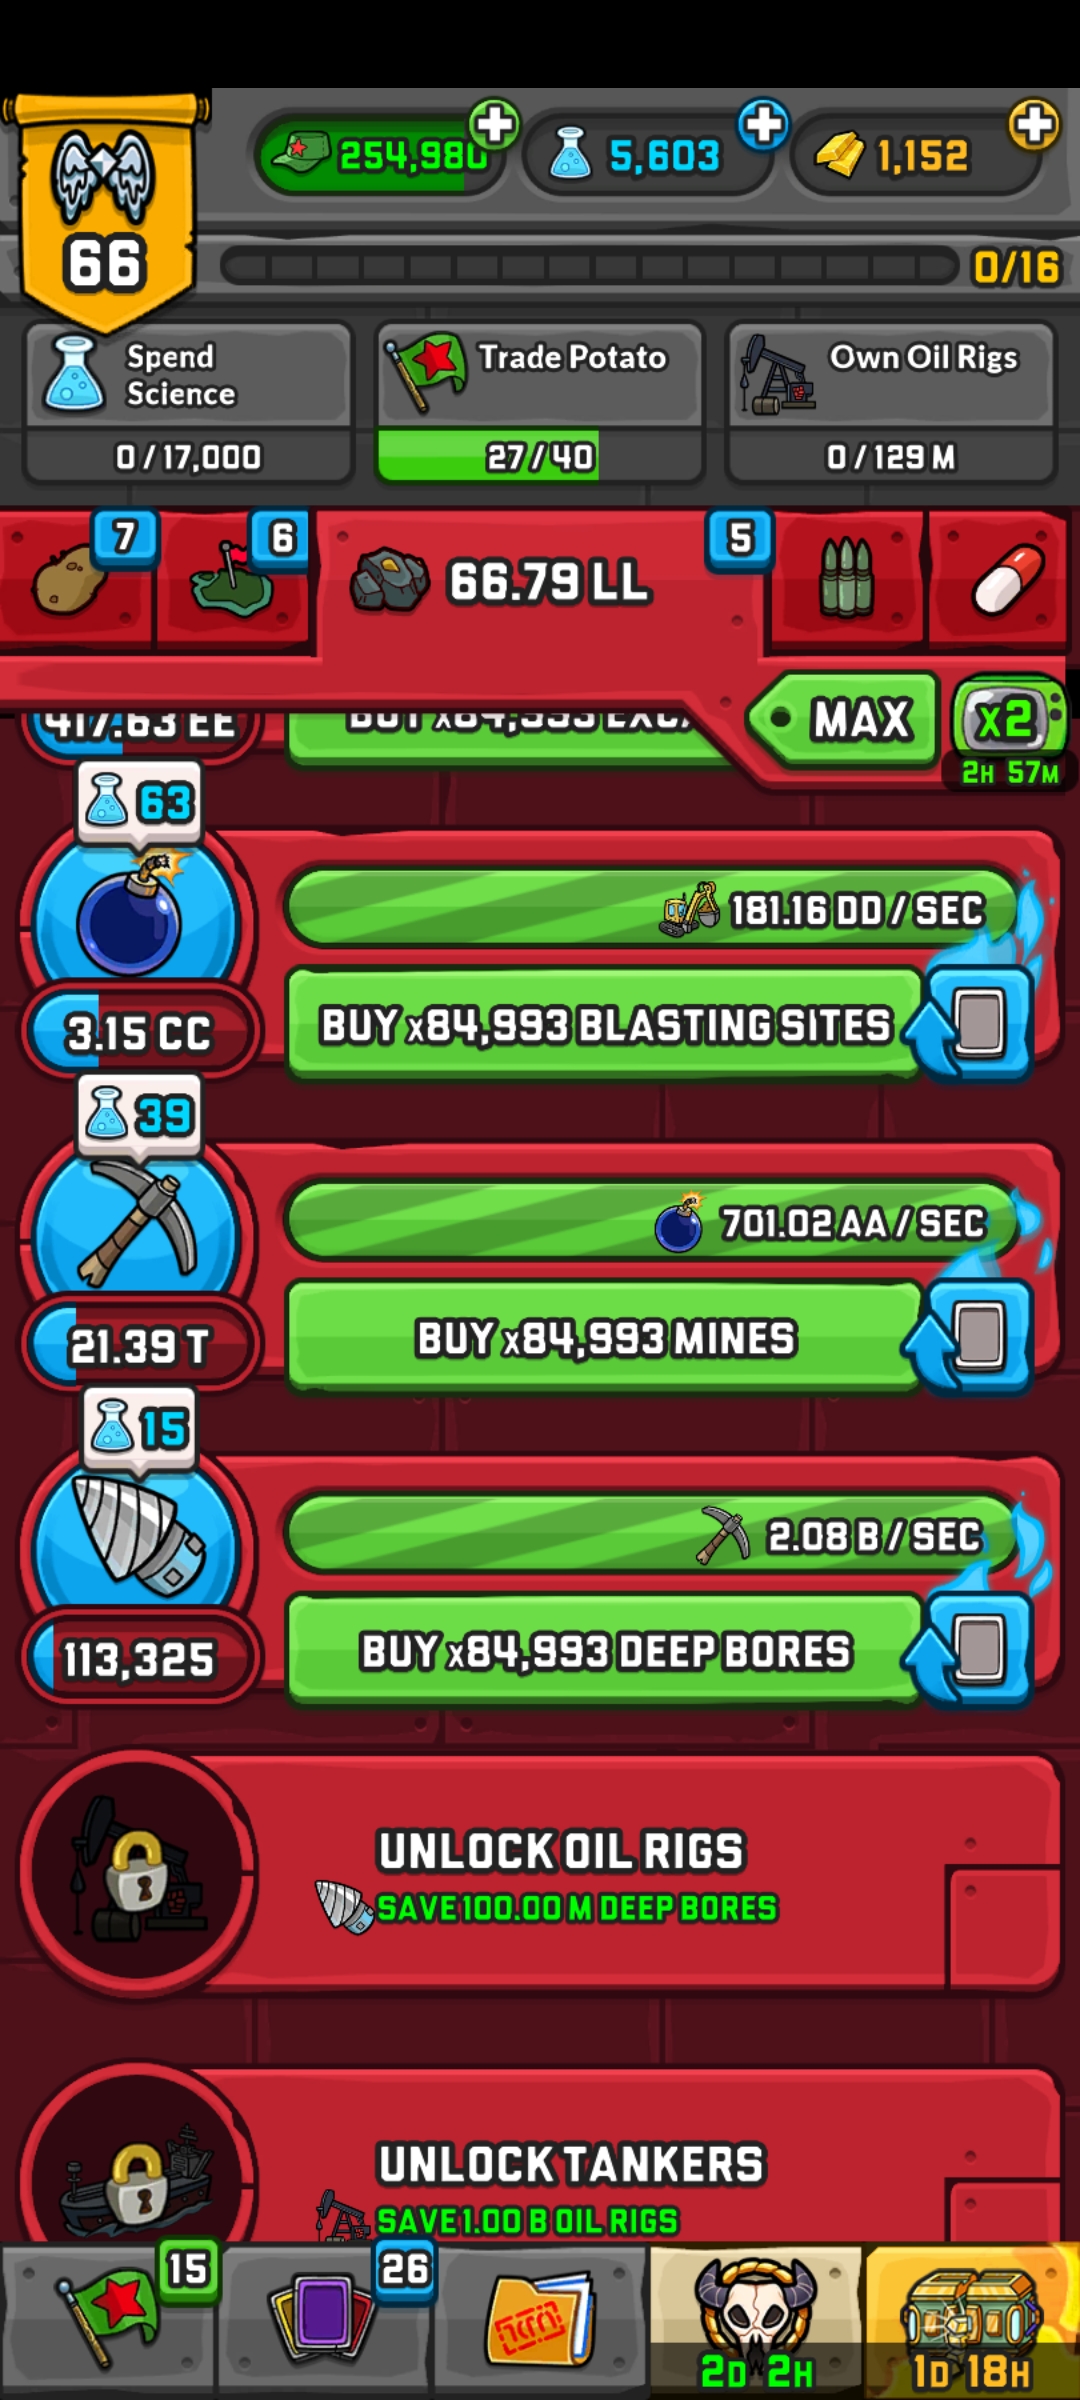 254,980
5,603
1,152
66
0/16
Spend
Science
0 / 17,000
Trade Potato
27 / 40
Own Oil Rigs
0 / 129 M
7
6
66.79 LL
5
MAX
x2
2H 57M
417.63 EE
63
181.16 DD / SEC
3.15 CC
BUY x84,993 BLASTING SITES
39
701.02 AA / SEC
21.39 T
BUY x84,993 MINES
15
2.08 B / SEC
113,325
BUY x84,993 DEEP BORES
UNLOCK OIL RIGS
SAVE 100.00 M DEEP BORES
UNLOCK TANKERS
SAVE 1.00 B OIL RIGS
15
26
2D 2H
1D 18H